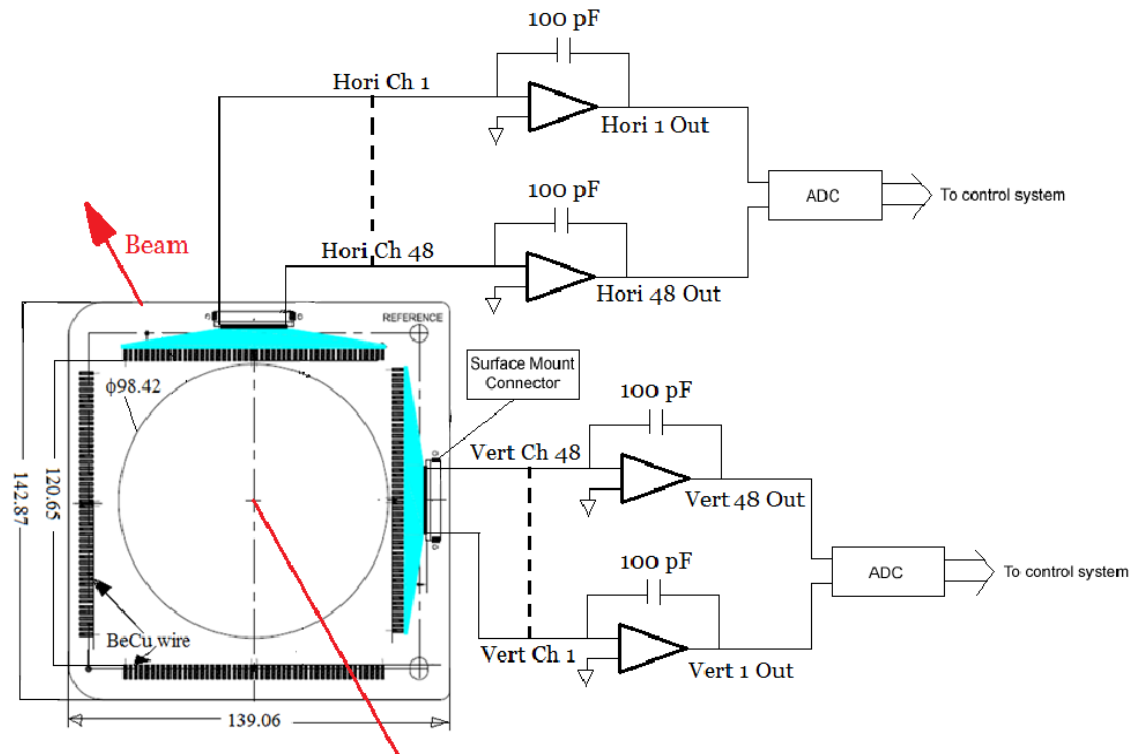 100 pF
Hori Ch 1
Hori 1 Out
100 pF
ADC
To control system
Beam
Hori Ch 48
Hori 48 Out
REFERENCE
Surface Mount
Connector
ϕ98.42
100 pF
Vert Ch 48
Vert 48 Out
120.65
142.87
100 pF
ADC
To control system
BeCu wire
Vert Ch 1
Vert 1 Out
139.06